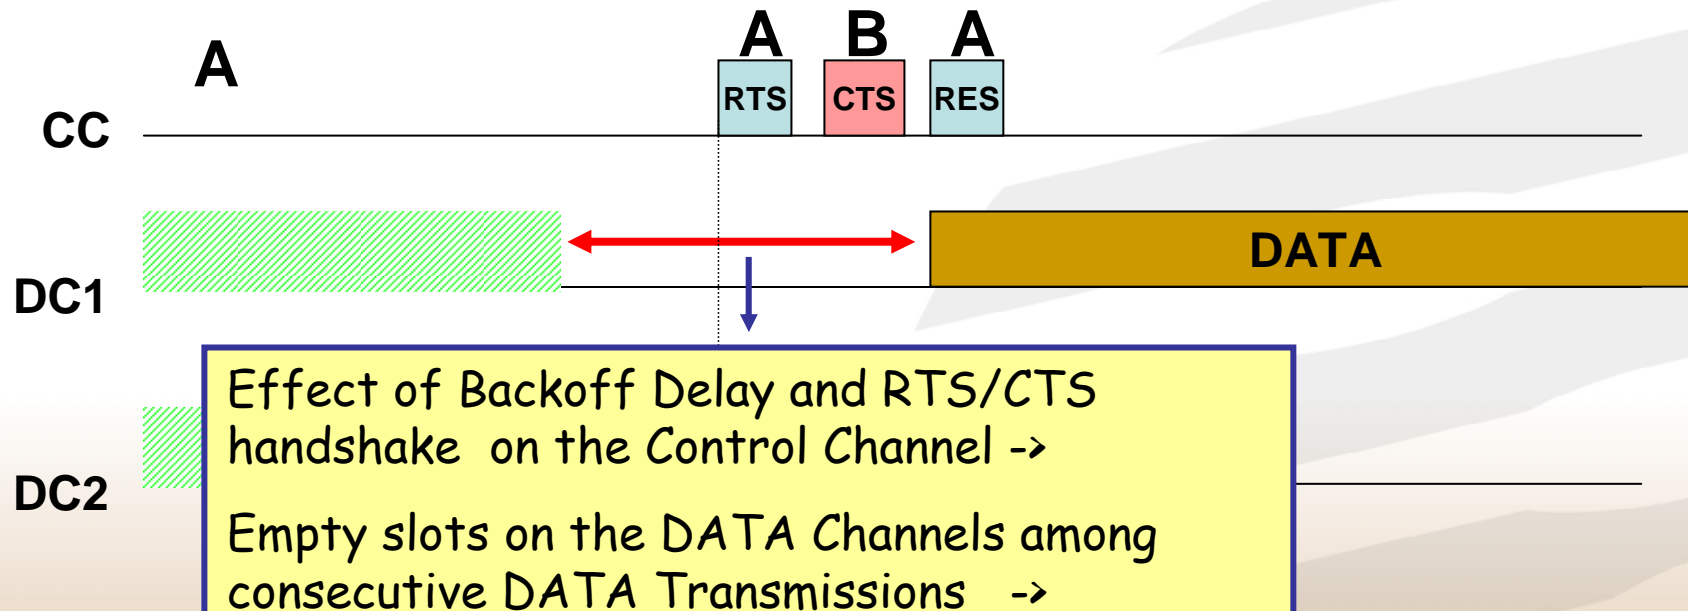 A B A
A
RTS CTS RES
CC
DATA
DC1
Effect of Backoff Delay and RTS/CTS
handshake on the Control Channel ->
DC2
Empty slots on the DATA Channels among
consecutive DATA Transmissions ->